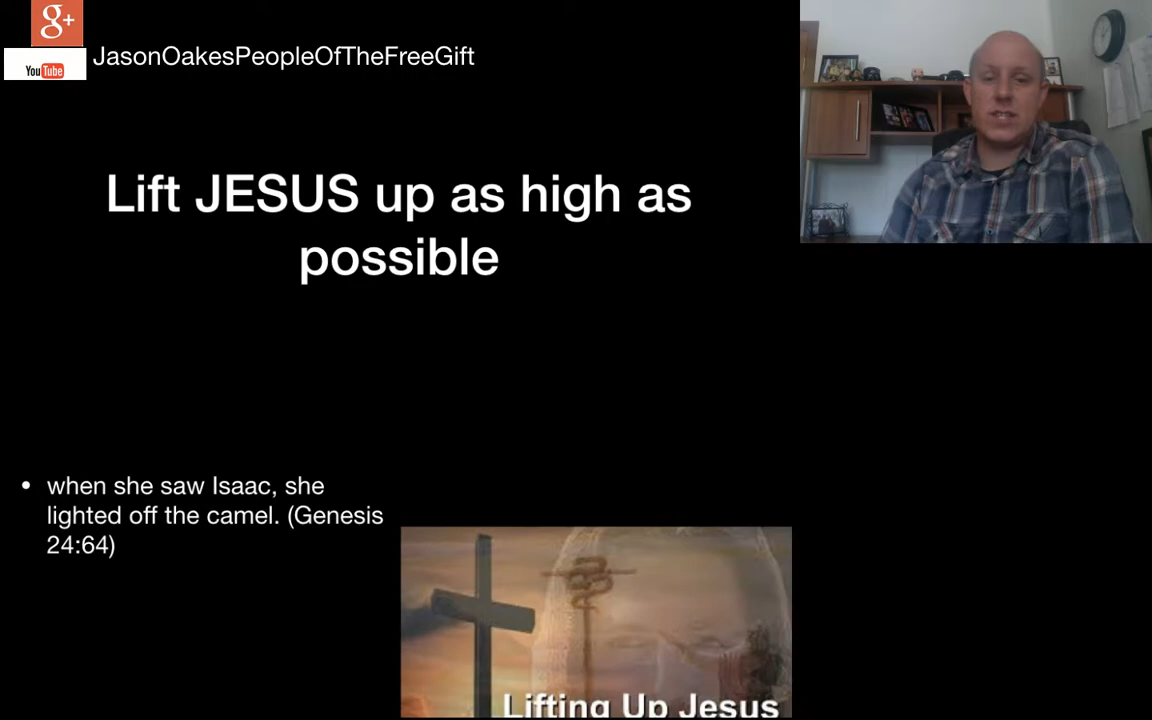 g+
YouTube
JasonOakesPeopleOfTheFreeGift
Lift JESUS up as high as
possible
• when she saw Isaac, she
lighted off the camel. (Genesis
24:64)
Lifting Up Jesus